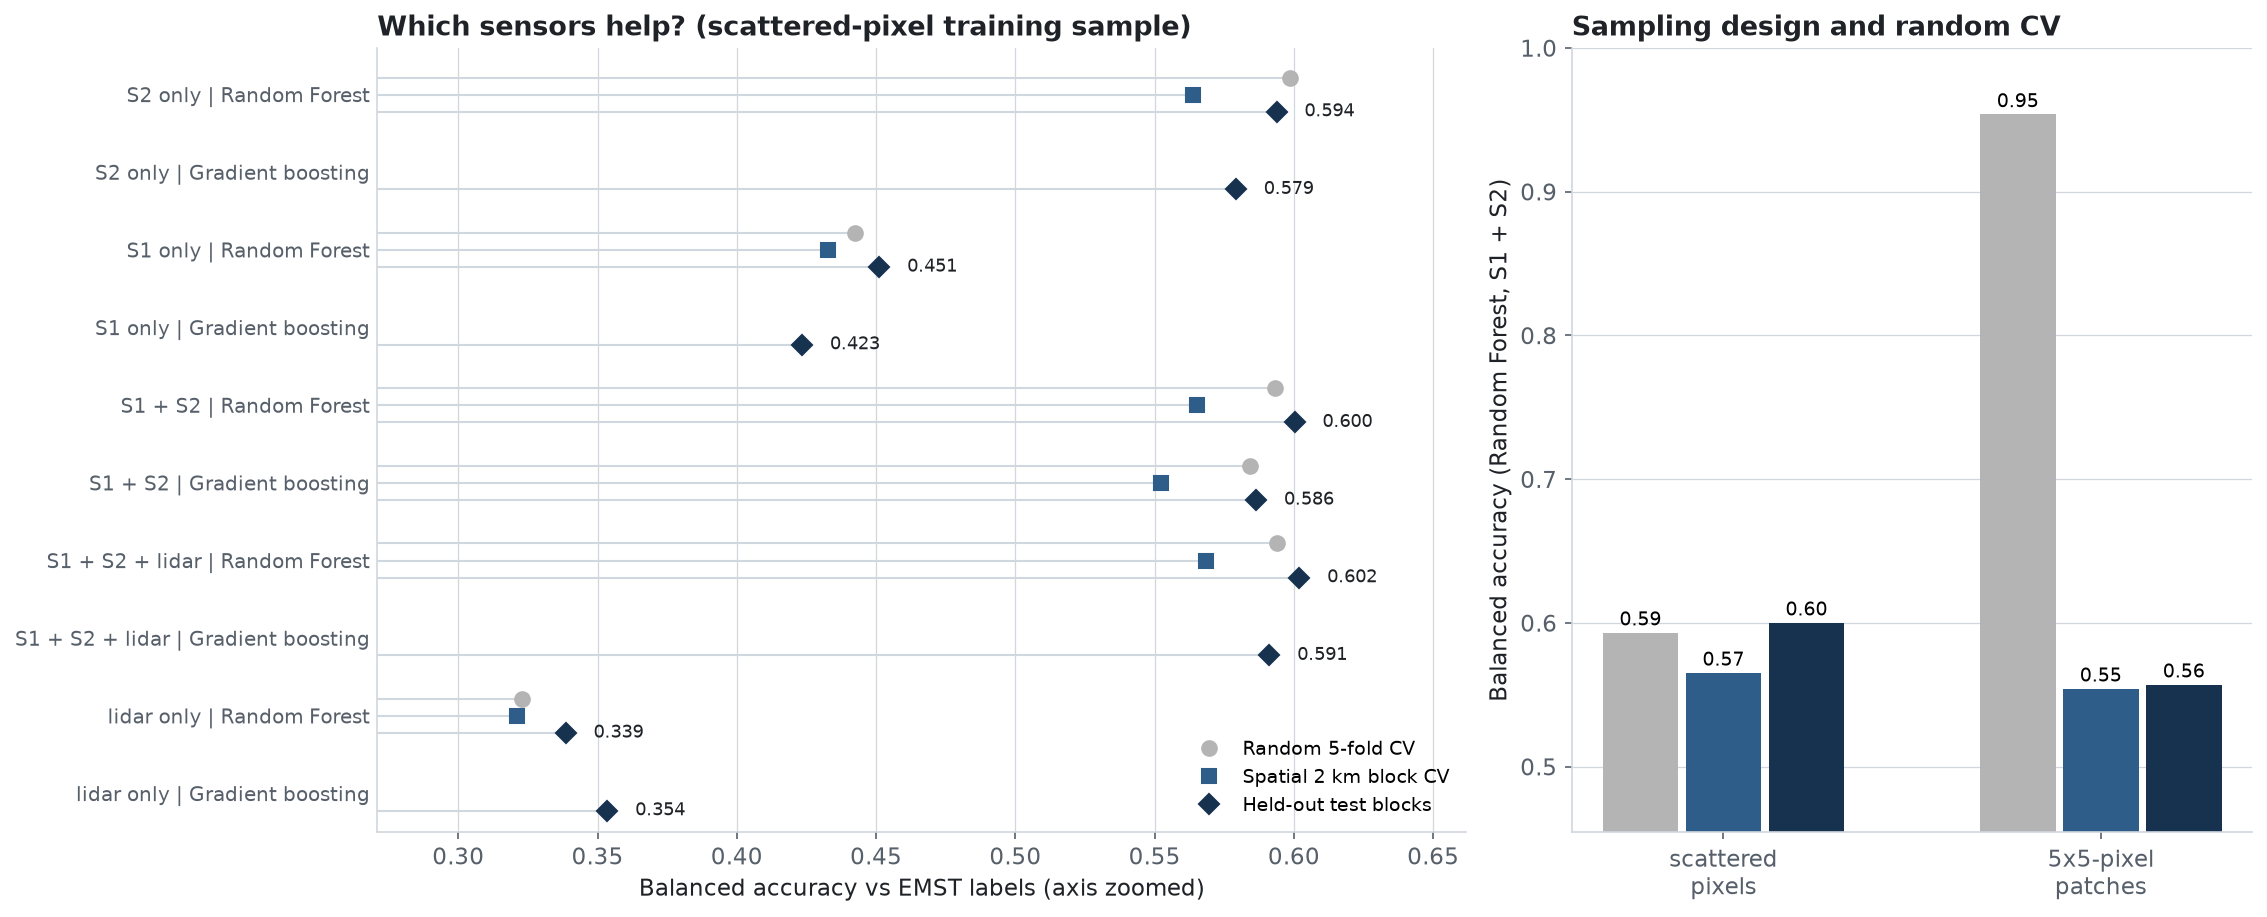 Which sensors help? (scattered-pixel training sample)
S2 only | Random Forest
0.594
S2 only | Gradient boosting
0.579
S1 only | Random Forest
0.451
S1 only | Gradient boosting
0.423
S1 + S2 | Random Forest
0.600
S1 + S2 | Gradient boosting
0.586
S1 + S2 + lidar | Random Forest
0.602
S1 + S2 + lidar | Gradient boosting
0.591
lidar only | Random Forest
0.339
lidar only | Gradient boosting
0.354
Random 5-fold CV
Spatial 2 km block CV
Held-out test blocks
0.30 0.35 0.40 0.45 0.50 0.55 0.60 0.65
Balanced accuracy vs EMST labels (axis zoomed)
Sampling design and random CV
Balanced accuracy (Random Forest, S1 + S2)
1.0
0.9
0.8
0.7
0.6
0.5
0.59
0.57
0.60
0.95
0.55
0.56
scattered
pixels
5x5-pixel
patches